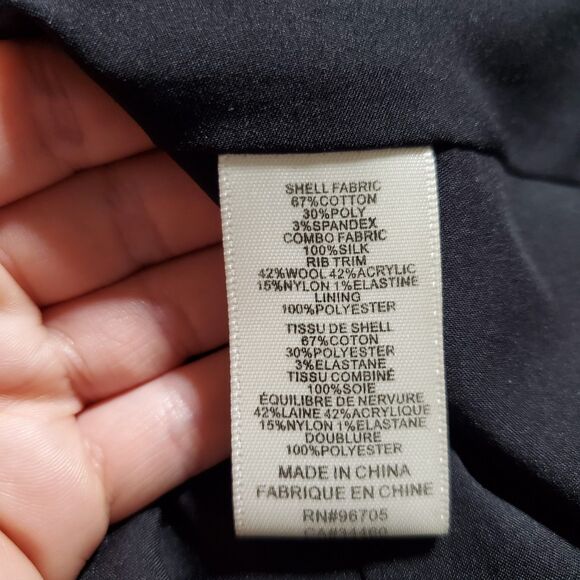 SHELL FABRIC
67%COTTON
30%POLY
3%SPANDEX
COMBO FABRIC
100%SILK
RIB TRIM
42%WOOL 42%ACRYLIC
15%NYLON 1%ELASTINE
LINING
100%POLYESTER
TISSU DE SHELL
67%COTON
30%POLYESTER
3%ELASTANE
TISSU COMBINÉ
100%SOIE
ÉQUILIBRE DE NERVURE
42%LAINE 42%ACRYLIQUE
15%NYLON 1%ELASTANE
DOUBLURE
100%POLYESTER
MADE IN CHINA
FABRIQUE EN CHINE
RN#96705